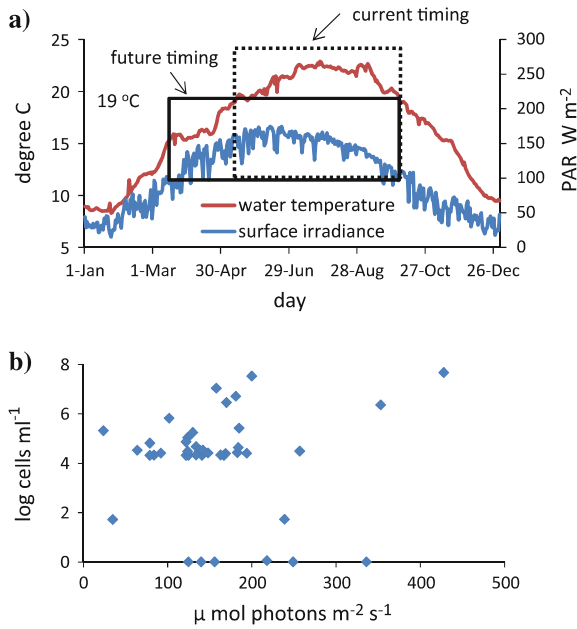 a)
current timing
future timing
25
20
15
10
5
degree C
19 °C
300
250
200
150
100
50
0
PAR W m⁻²
water temperature
surface irradiance
1-Jan 1-Mar 30-Apr 29-Jun 28-Aug 27-Oct 26-Dec
day
b)
8
6
4
2
0
log cells ml⁻¹
0 100 200 300 400 500
µ mol photons m⁻² s⁻¹